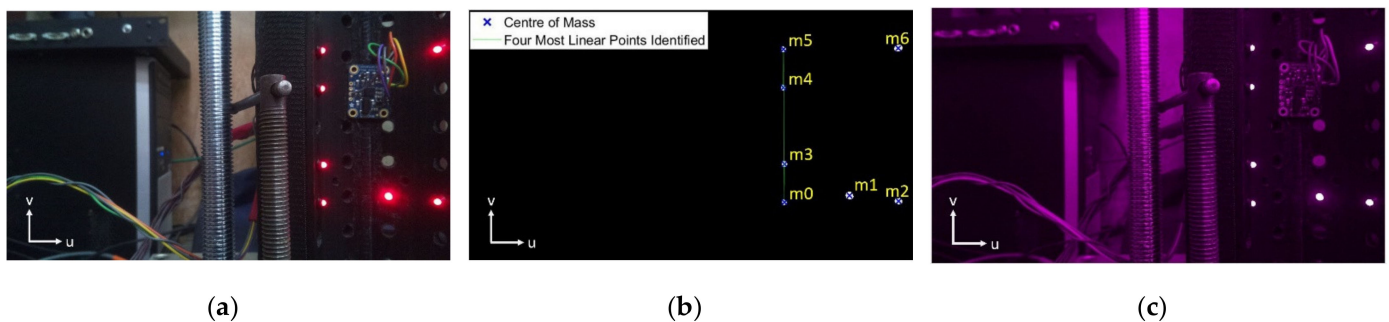 Centre of Mass
Four Most Linear Points Identified
m5
m6
m4
m3
m1
m0
m2
v
u
v
u
v
u
(a)
(b)
(c)